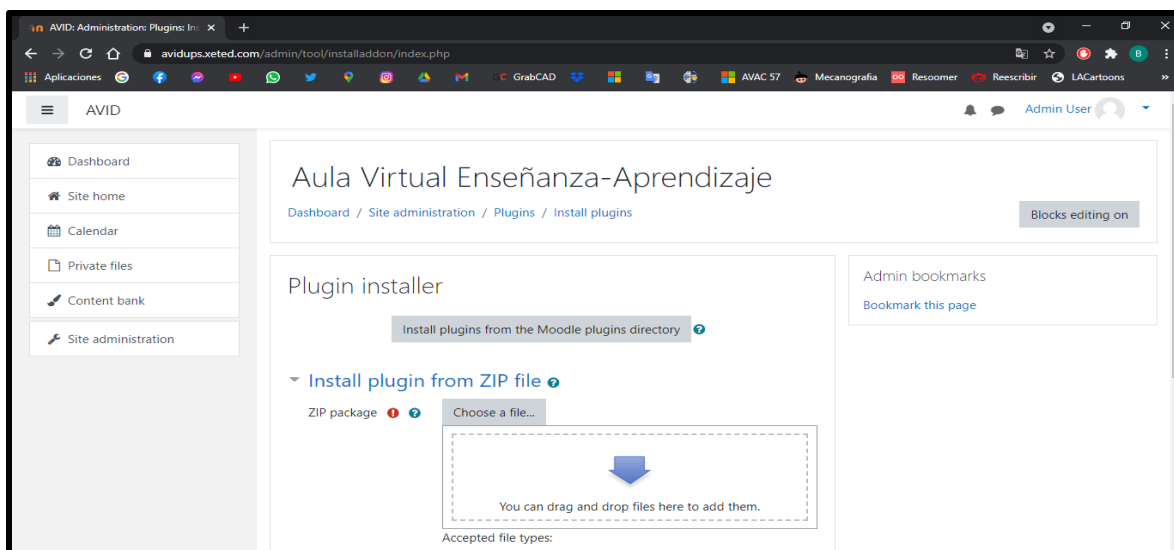 AVID: Administration: Plugins: Ins
avidups.xeted.com/admin/tool/installaddon/index.php
B
Aplicaciones GrabCAD AVAC 57 Mecanografia Resoomer Reescribir LACartoons »
AVID
Admin User
Dashboard
Site home
Calendar
Private files
Content bank
Site administration
Aula Virtual Enseñanza-Aprendizaje
Dashboard / Site administration / Plugins / Install plugins
Blocks editing on
Plugin installer
Install plugins from the Moodle plugins directory
Install plugin from ZIP file
ZIP package
Choose a file...
You can drag and drop files here to add them.
Accepted file types:
Admin bookmarks
Bookmark this page